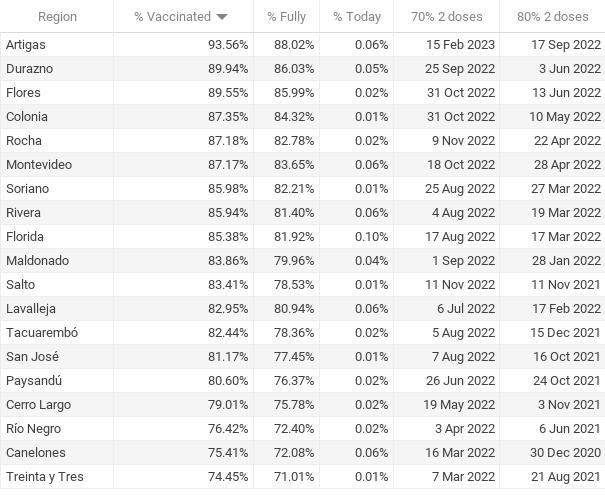 Region % Vaccinated % Fully % Today 70% 2 doses 80% 2 doses
Artigas 93.56% 88.02% 0.06% 15 Feb 2023 17 Sep 2022
Durazno 89.94% 86.03% 0.05% 25 Sep 2022 3 Jun 2022
Flores 89.55% 85.99% 0.02% 31 Oct 2022 13 Jun 2022
Colonia 87.35% 84.32% 0.01% 31 Oct 2022 10 May 2022
Rocha 87.18% 82.78% 0.02% 9 Nov 2022 22 Apr 2022
Montevideo 87.17% 83.65% 0.06% 18 Oct 2022 28 Apr 2022
Soriano 85.98% 82.21% 0.01% 25 Aug 2022 27 Mar 2022
Rivera 85.94% 81.40% 0.06% 4 Aug 2022 19 Mar 2022
Florida 85.38% 81.92% 0.10% 17 Aug 2022 17 Mar 2022
Maldonado 83.86% 79.96% 0.04% 1 Sep 2022 28 Jan 2022
Salto 83.41% 78.53% 0.01% 11 Nov 2022 11 Nov 2021
Lavalleja 82.95% 80.94% 0.06% 6 Jul 2022 17 Feb 2022
Tacuarembó 82.44% 78.36% 0.02% 5 Aug 2022 15 Dec 2021
San José 81.17% 77.45% 0.01% 7 Aug 2022 16 Oct 2021
Paysandú 80.60% 76.37% 0.02% 26 Jun 2022 24 Oct 2021
Cerro Largo 79.01% 75.78% 0.02% 19 May 2022 3 Nov 2021
Río Negro 76.42% 72.40% 0.02% 3 Apr 2022 6 Jun 2021
Canelones 75.41% 72.08% 0.06% 16 Mar 2022 30 Dec 2020
Treinta y Tres 74.45% 71.01% 0.01% 7 Mar 2022 21 Aug 2021